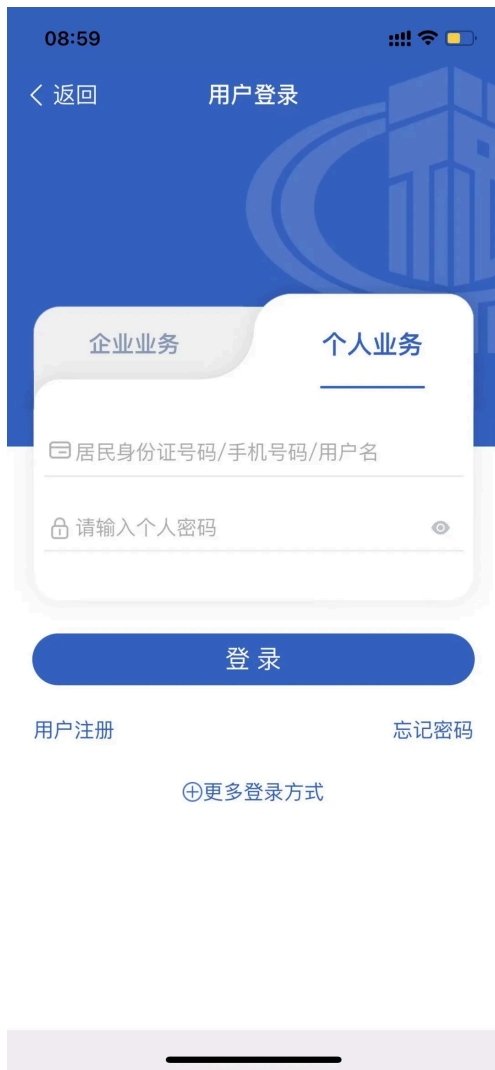 08:59
返回
用户登录
企业业务
个人业务
居民身份证号码/手机号码/用户名
请输入个人密码
登录
用户注册
忘记密码
更多登录方式